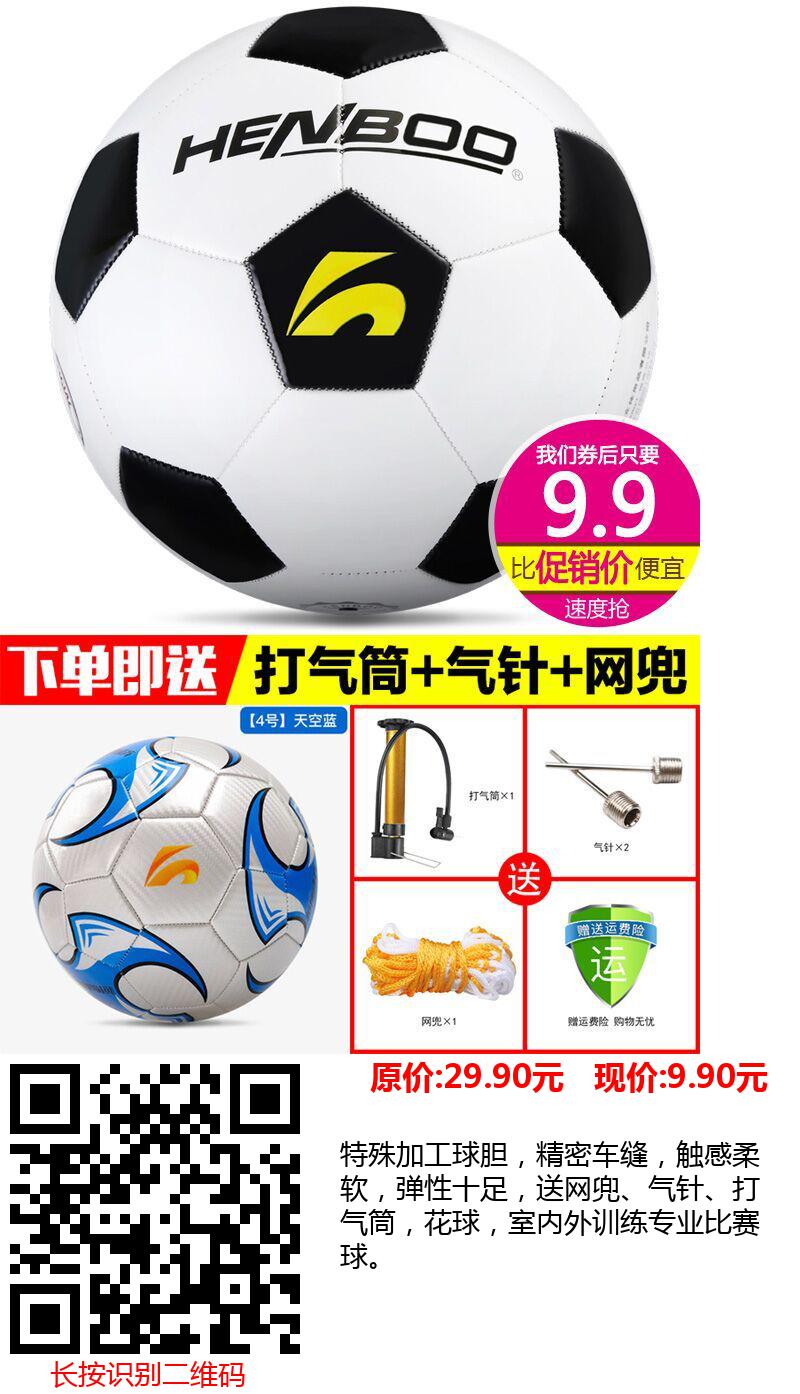 HENBOO
®
我们券后只要
9.9
比促销价便宜
速度抢
下单即送 打气筒+气针+网兜
【4号】天空蓝
打气筒×1
气针×2
送
网兜×1
赠送运费险
运
赠运费险 购物无忧
原价:29.90元 现价:9.90元
特殊加工球胆，精密车缝，触感柔
软，弹性十足，送网兜、气针、打
气筒，花球，室内外训练专业比赛
球。
长按识别二维码